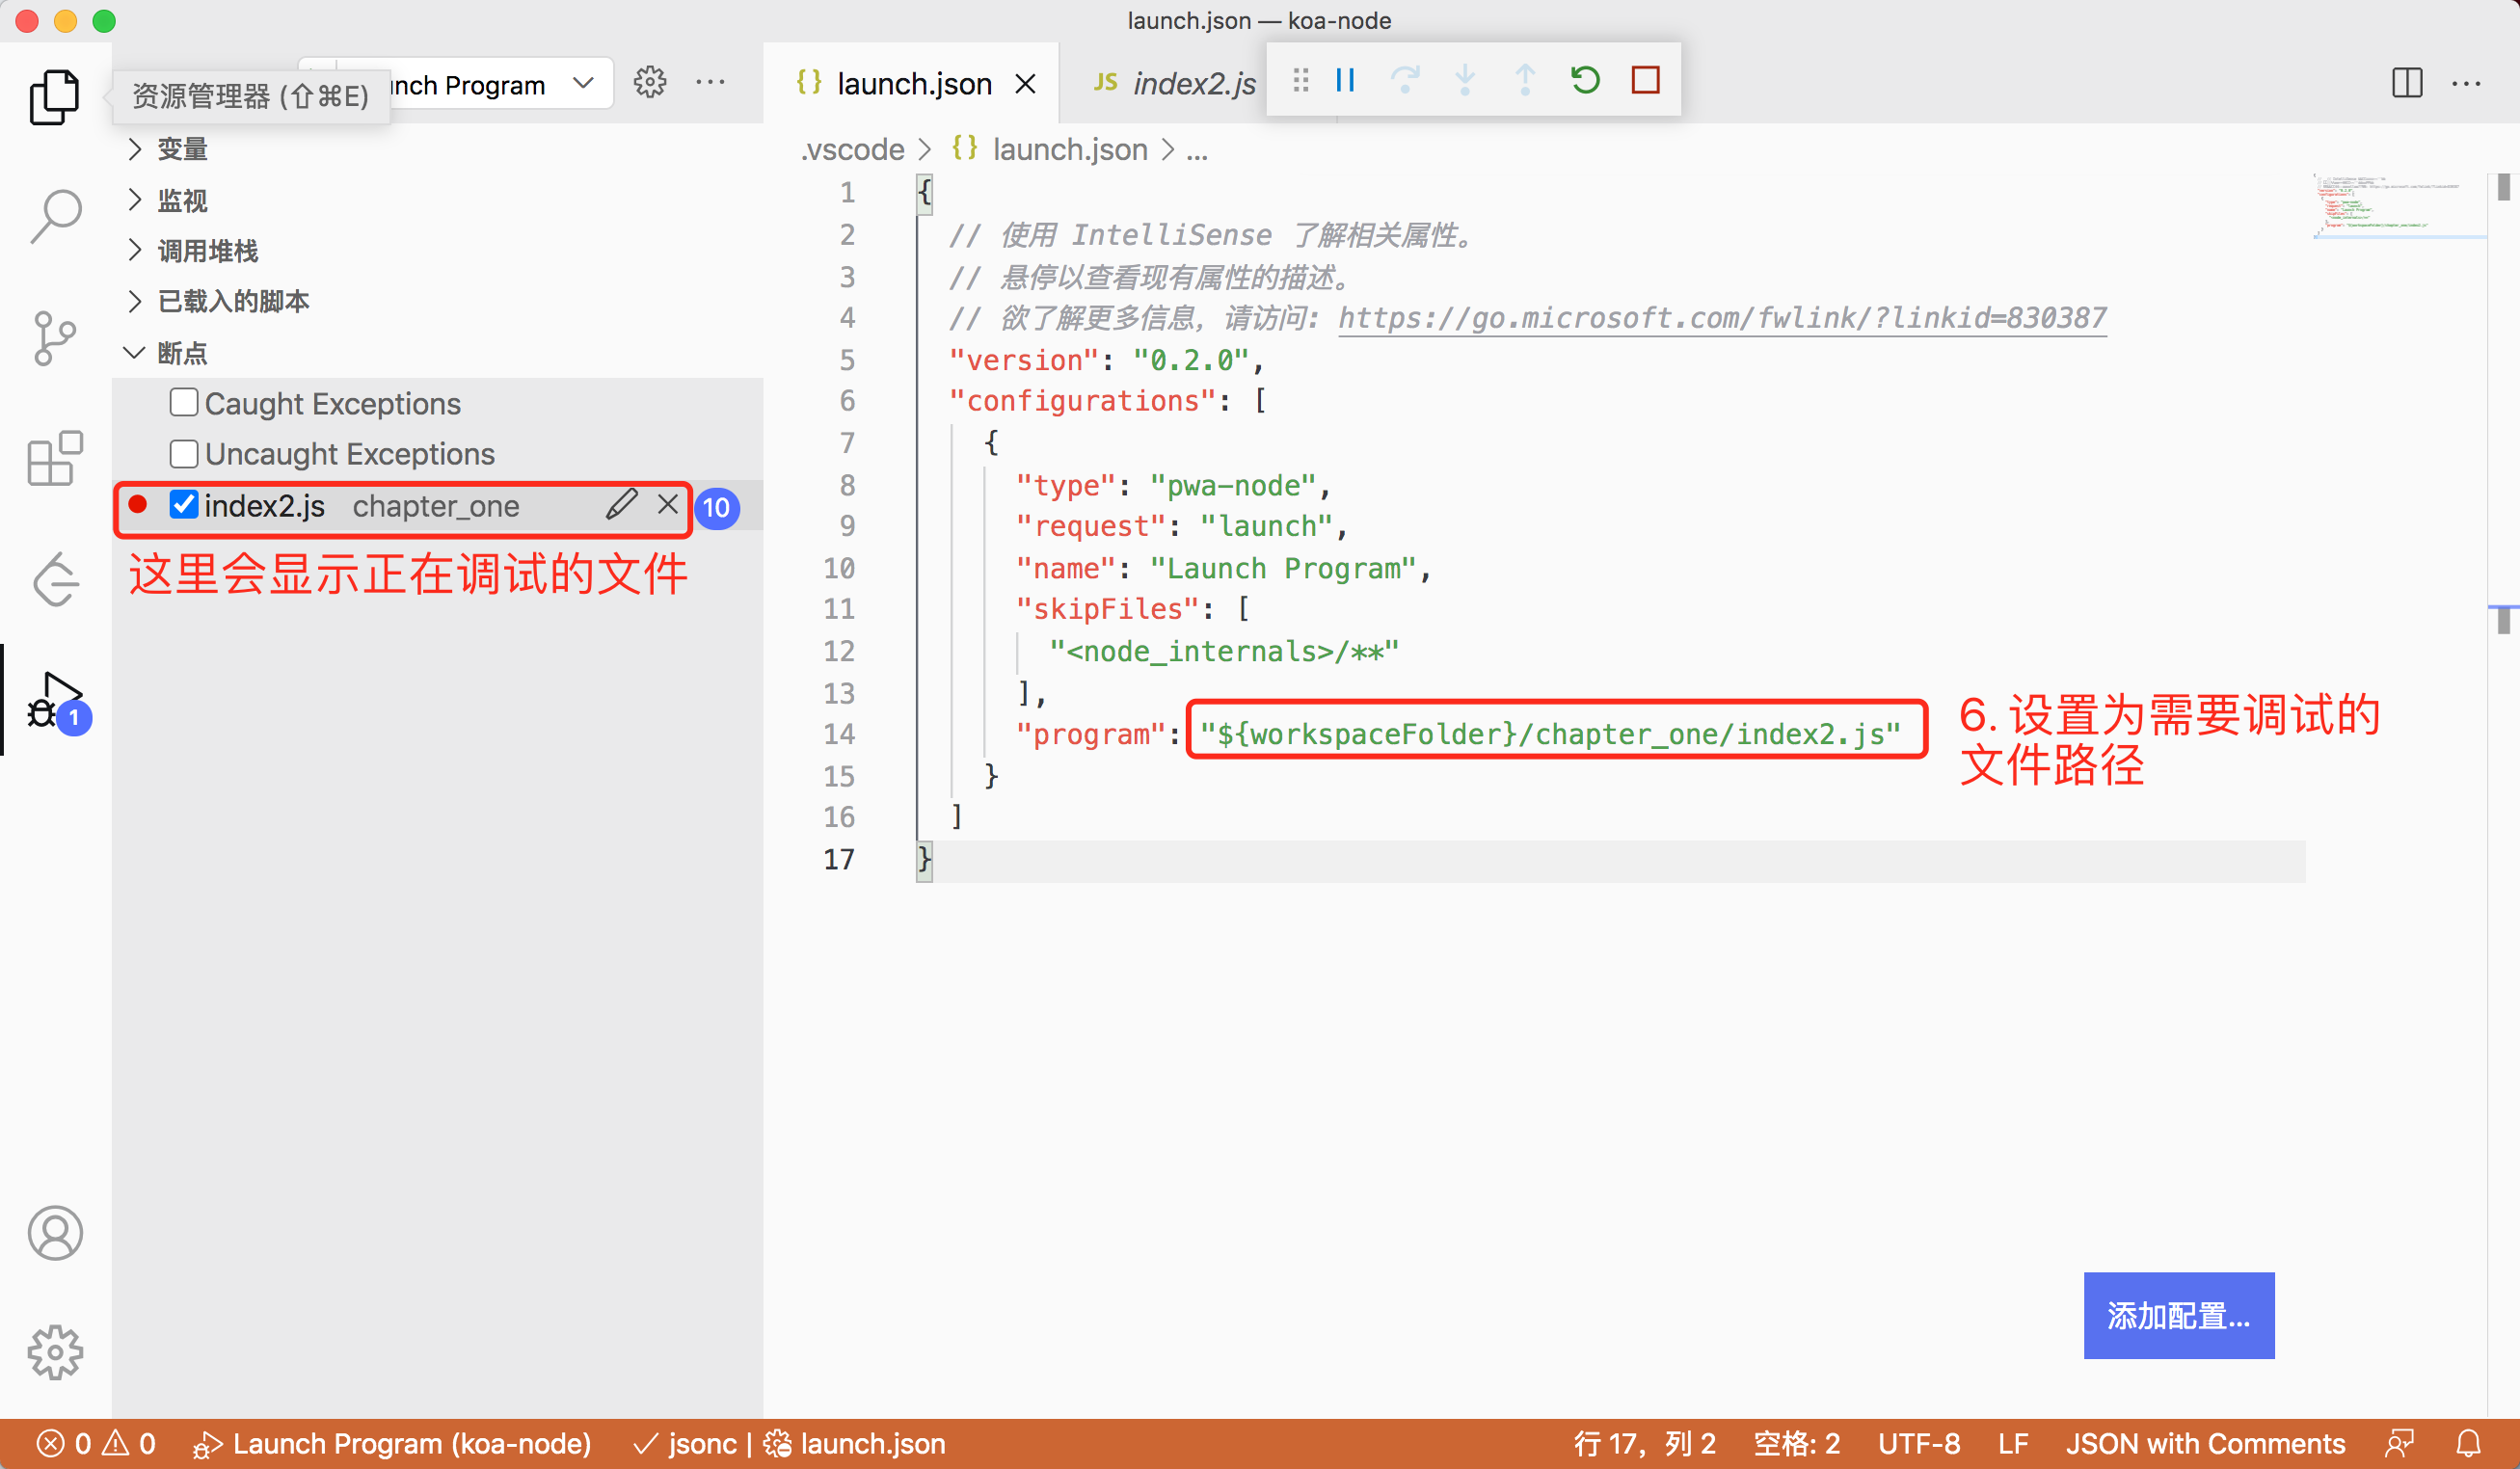 launch.json — koa-node
资源管理器 (⇧⌘E)
nch Program
launch.json
JS index2.js
.vscode > {} launch.json > ...
变量
监视
调用堆栈
已载入的脚本
断点
Caught Exceptions
Uncaught Exceptions
index2.js chapter_one 10
这里会显示正在调试的文件
1
1 {
2 // 使用 IntelliSense 了解相关属性。
3 // 悬停以查看现有属性的描述。
4 // 欲了解更多信息，请访问: https://go.microsoft.com/fwlink/?linkid=830387
5 "version": "0.2.0",
6 "configurations": [
7 {
8 "type": "pwa-node",
9 "request": "launch",
10 "name": "Launch Program",
11 "skipFiles": [
12 "<node_internals>/**"
13 ],
14 "program": "${workspaceFolder}/chapter_one/index2.js"
15 }
16 ]
17 }
6. 设置为需要调试的
文件路径
添加配置...
0 0 Launch Program (koa-node) jsonc | launch.json 行 17，列 2 空格: 2 UTF-8 LF JSON with Comments